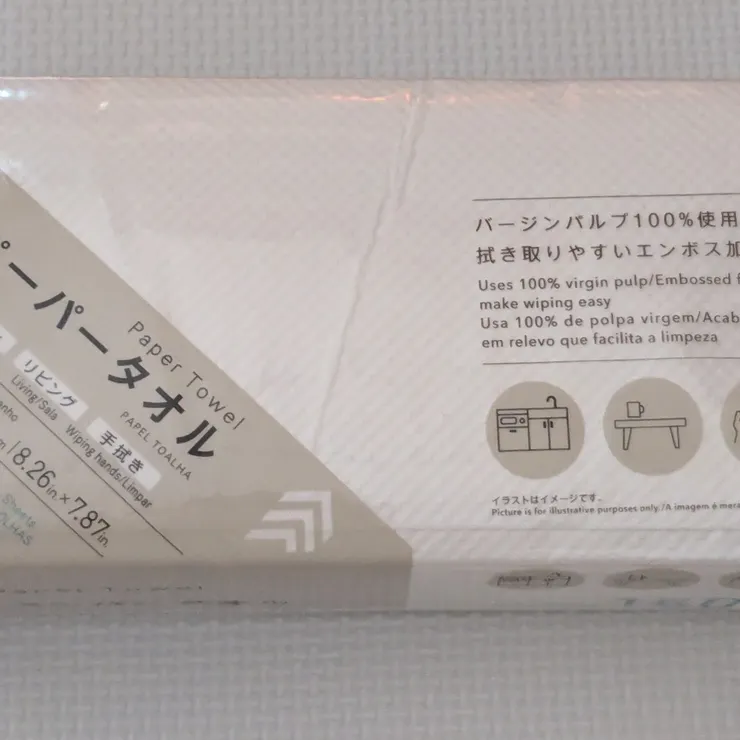 ペーパータオル
Paper Towel
PAPEL TOALHA
リビング
Living/Sala
手拭き
Wiping hands/Limpar
8.26in.×7.87in.
Sheets
バージンパルプ100%使用
拭き取りやすいエンボス加
Uses 100% virgin pulp/Embossed f
make wiping easy
Usa 100% de polpa virgem/Acab
em relevo que facilita a limpeza
イラストはイメージです。
Picture is for illustrative purposes only./A imagem é mera